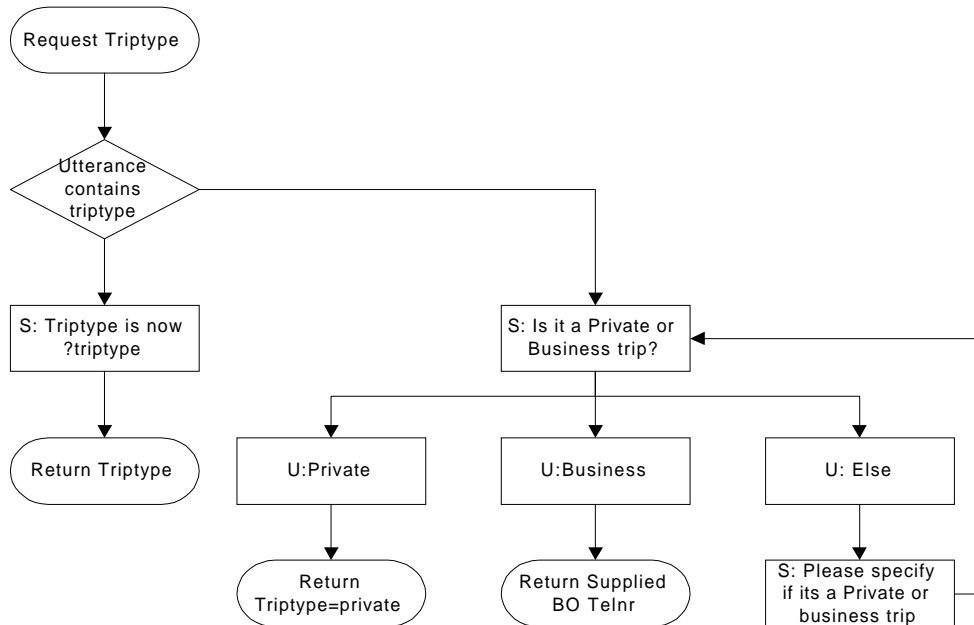 Request Triptype
Utterance
contains
triptype
S: Triptype is now
?triptype
S: Is it a Private or
Business trip?
Return Triptype
U:Private
U:Business
U: Else
Return
Triptype=private
Return Supplied
BO Telnr
S: Please specify
if its a Private or
business trip